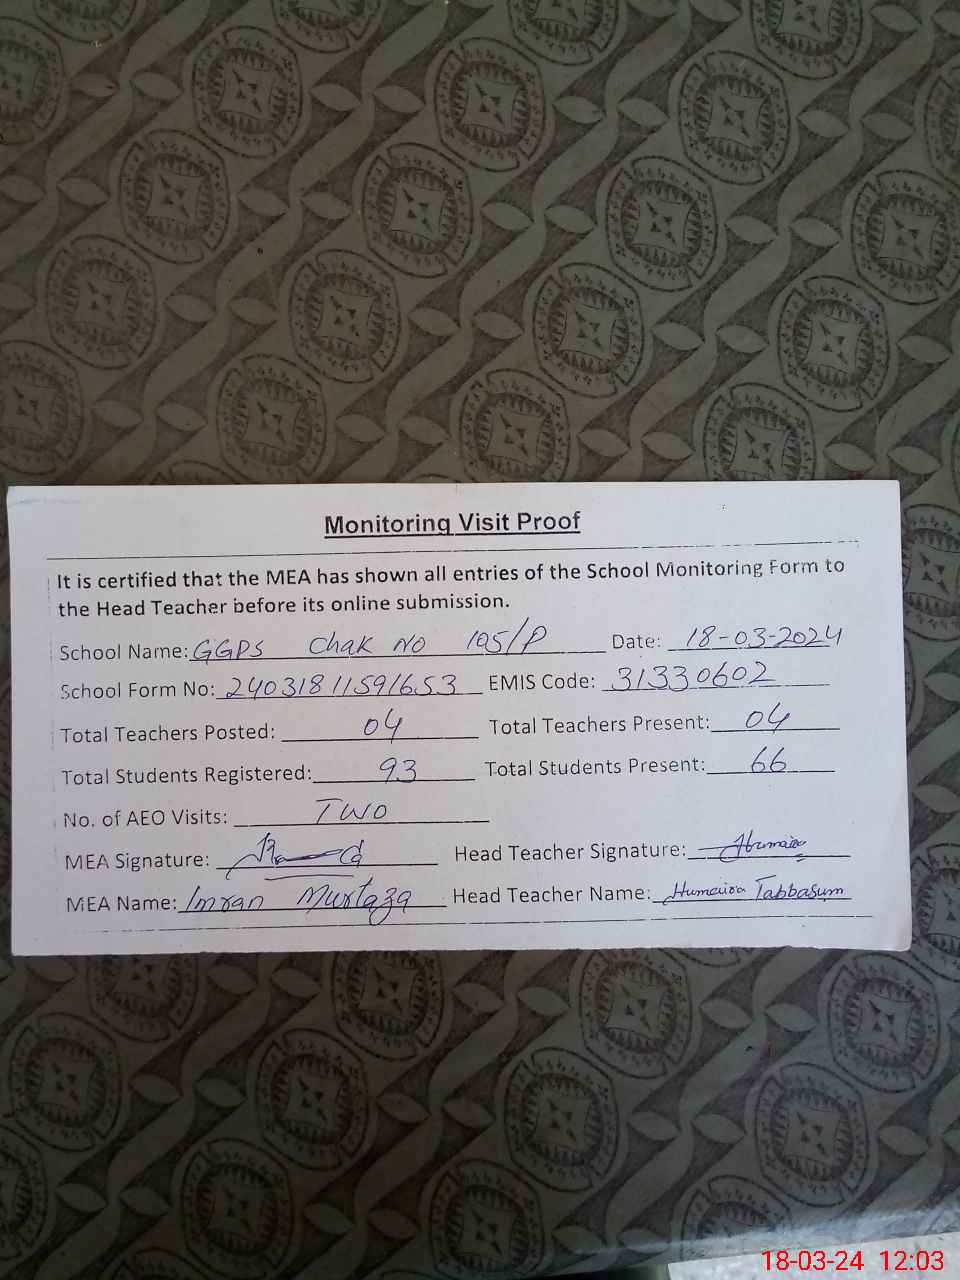 Monitoring Visit Proof
It is certified that the MEA has shown all entries of the School Monitoring Form to
the Head Teacher before its online submission.
School Name: GGPS Chak No 105/P Date: 18-03-2024
School Form No: 24031811591653 EMIS Code: 31330602
Total Teachers Posted: 04 Total Teachers Present: 04
Total Students Registered: 93 Total Students Present: 66
No. of AEO Visits: TWO
MEA Signature: Head Teacher Signature: Humaira
MEA Name: Imran Murtaza Head Teacher Name: Humaira Tabbasum
18-03-24 12:03